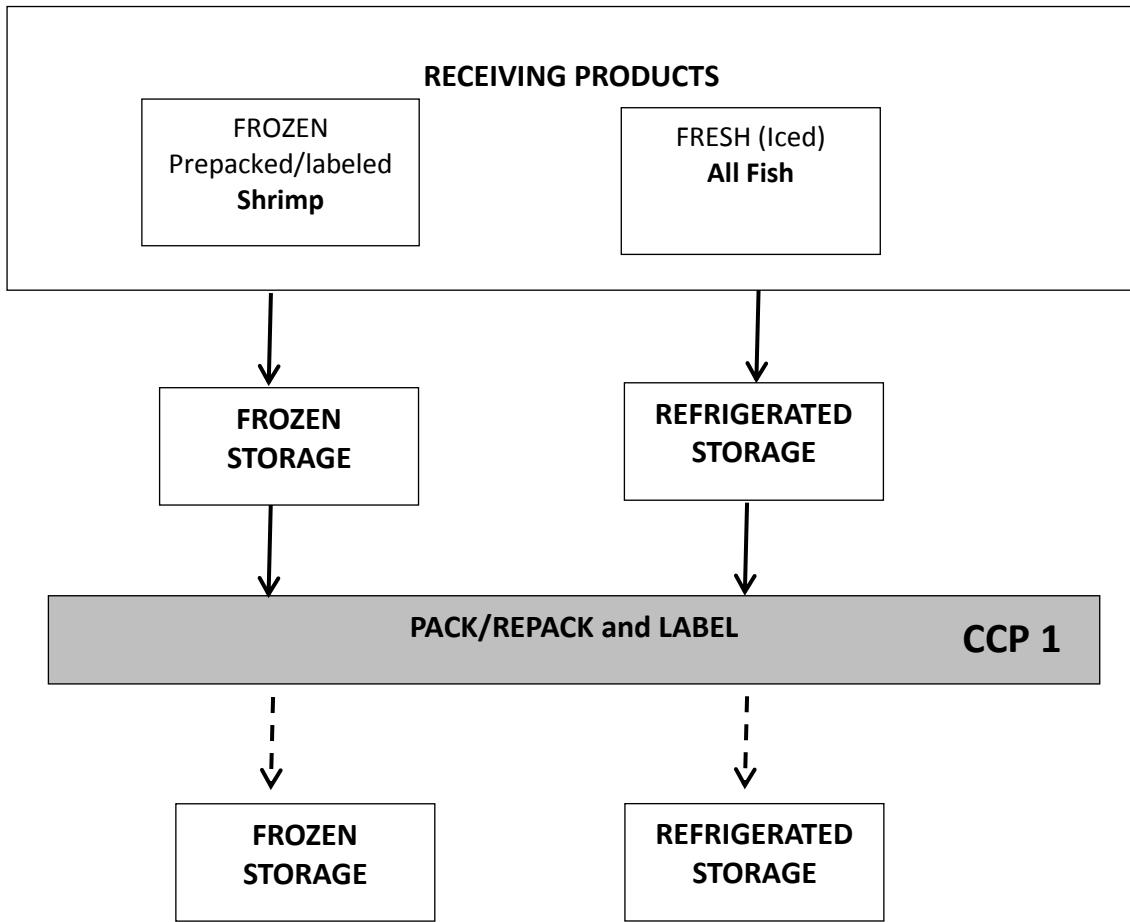 RECEIVING PRODUCTS
FROZEN
Prepacked/labeled
Shrimp
FRESH (Iced)
All Fish
FROZEN
STORAGE
REFRIGERATED
STORAGE
PACK/REPACK and LABEL
CCP 1
FROZEN
STORAGE
REFRIGERATED
STORAGE